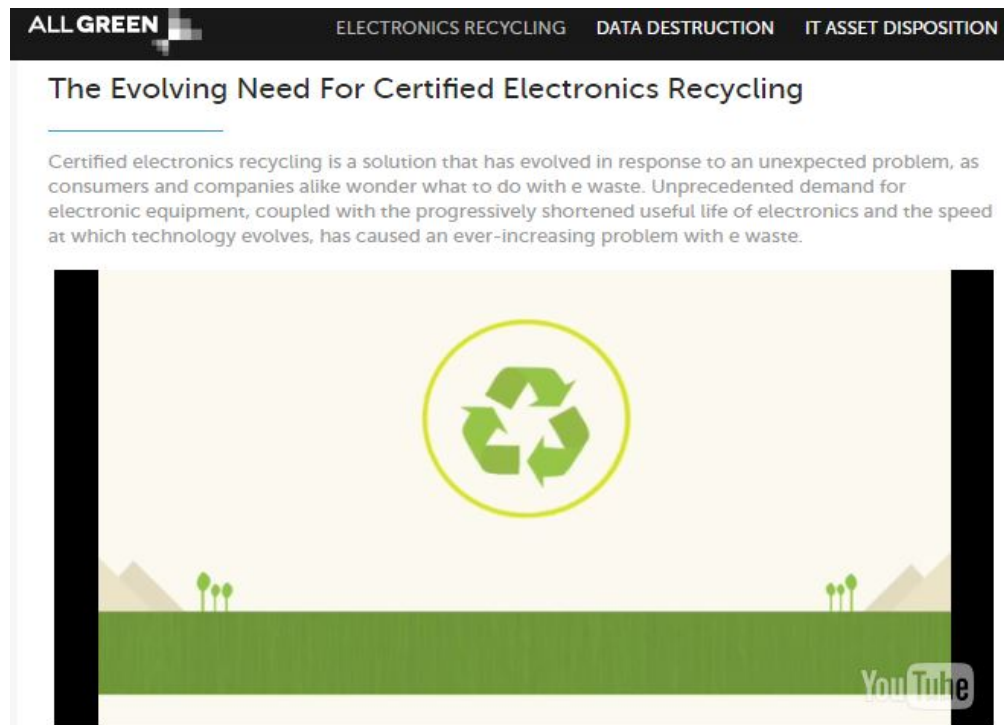 ALL GREEN
ELECTRONICS RECYCLING DATA DESTRUCTION IT ASSET DISPOSITION
The Evolving Need For Certified Electronics Recycling
Certified electronics recycling is a solution that has evolved in response to an unexpected problem, as
consumers and companies alike wonder what to do with e waste. Unprecedented demand for
electronic equipment, coupled with the progressively shortened useful life of electronics and the speed
at which technology evolves, has caused an ever-increasing problem with e waste.
YouTube